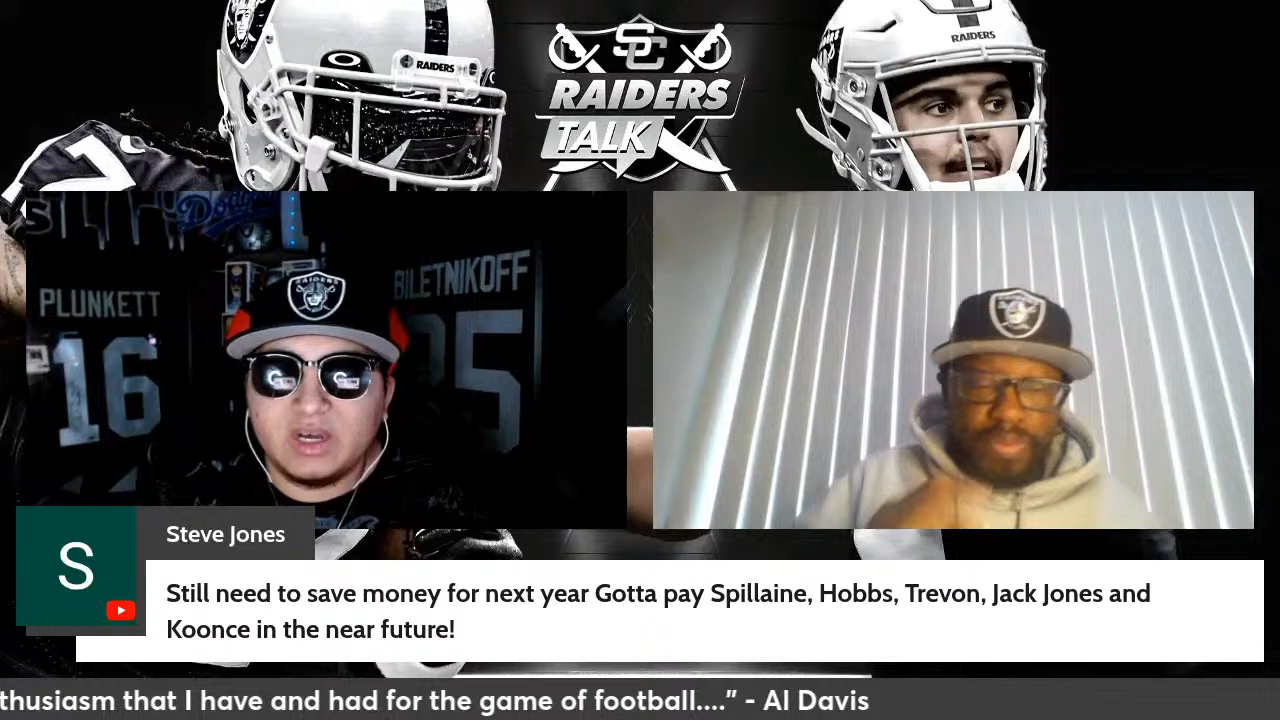 RAIDERS
RAIDERS
SC
RAIDERS
TALK
Dodgers
PLUNKETT
16
BILETNIKOFF
25
RAIDERS
Steve Jones
S
Still need to save money for next year Gotta pay Spillaine, Hobbs, Trevon, Jack Jones and
Koonce in the near future!
thusiasm that I have and had for the game of football....” - Al Davis